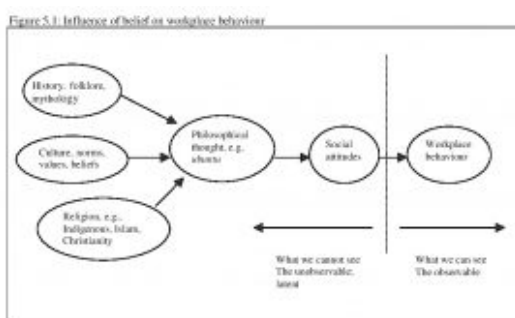 Figure 5.1: Influence of belief on workplace behaviour
History, folklore,
mythology
Culture, norms,
values, beliefs
Religion, e.g.,
Indigenous, Islam,
Christianity
Philosophical
thought, e.g.
ubuntu
Social
attitudes
Workplace
behaviour
What we cannot see
The unobservable,
latent
What we can see
The observable